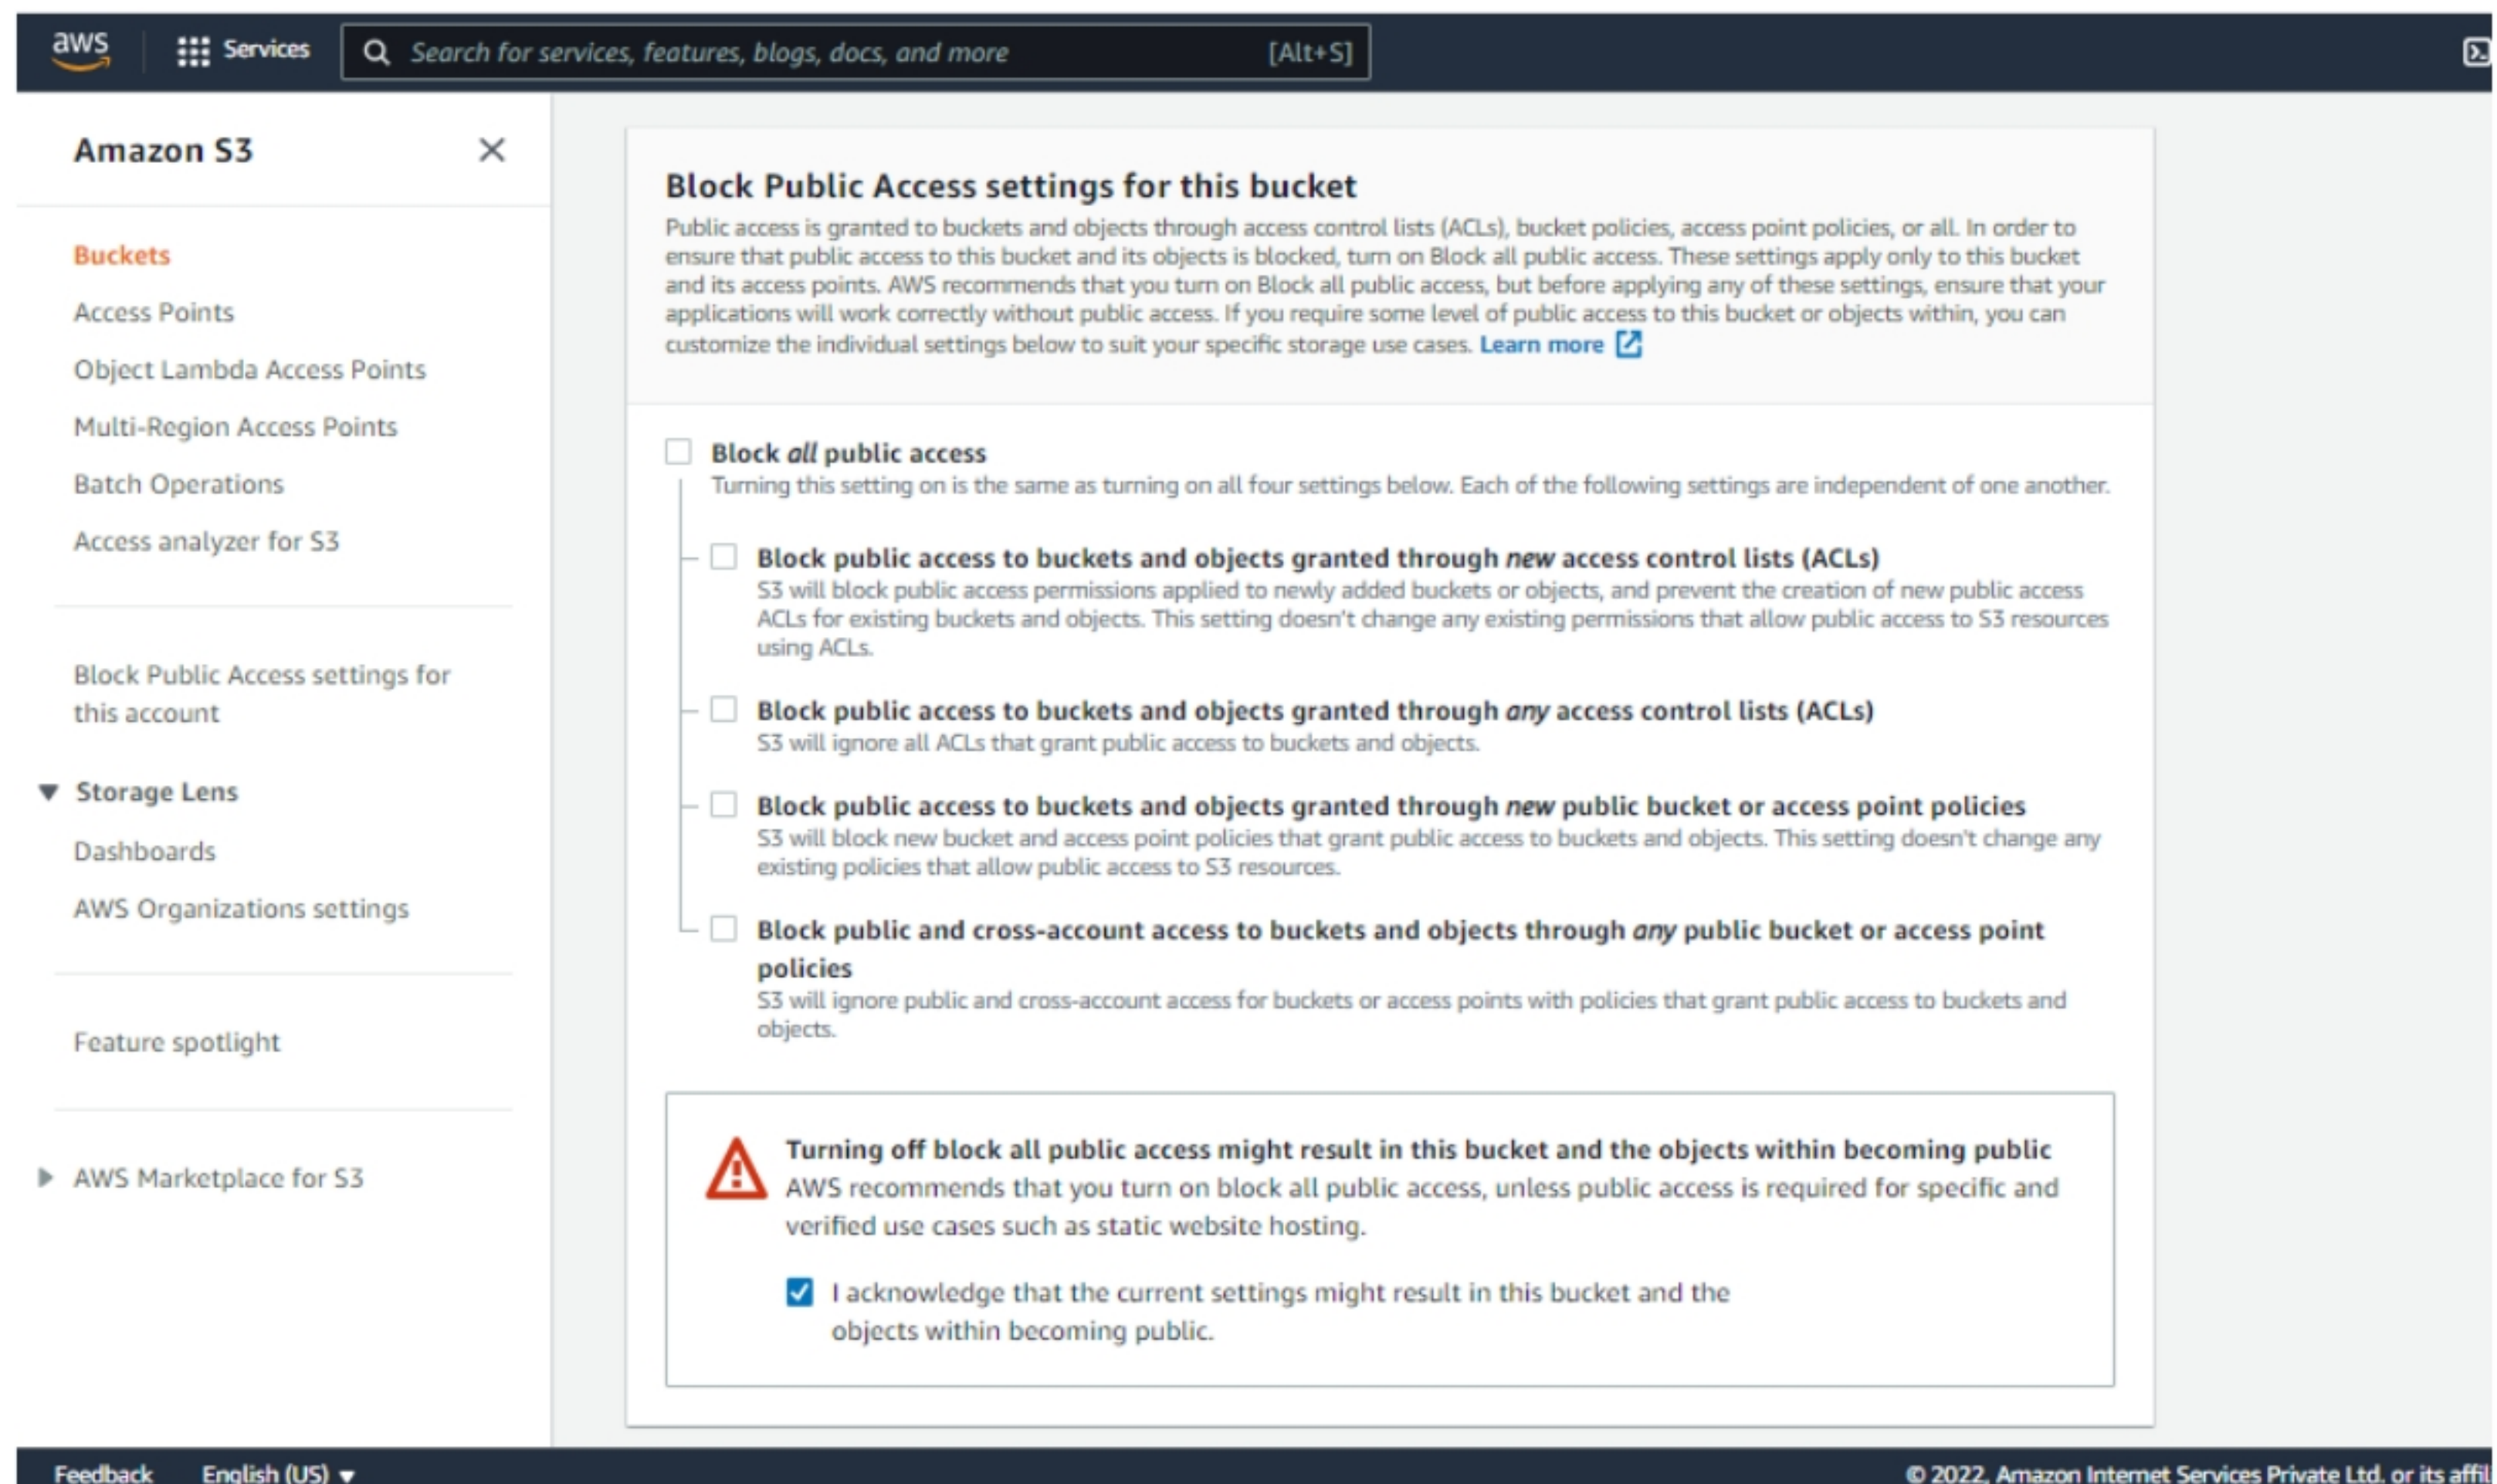 aws
Services
Search for services, features, blogs, docs, and more
[Alt+S]
Amazon S3
Buckets
Access Points
Object Lambda Access Points
Multi-Region Access Points
Batch Operations
Access analyzer for S3
Block Public Access settings for
this account
Storage Lens
Dashboards
AWS Organizations settings
Feature spotlight
AWS Marketplace for S3
Block Public Access settings for this bucket
Public access is granted to buckets and objects through access control lists (ACLs), bucket policies, access point policies, or all. In order to
ensure that public access to this bucket and its objects is blocked, turn on Block all public access. These settings apply only to this bucket
and its access points. AWS recommends that you turn on Block all public access, but before applying any of these settings, ensure that your
applications will work correctly without public access. If you require some level of public access to this bucket or objects within, you can
customize the individual settings below to suit your specific storage use cases. Learn more
Block all public access
Turning this setting on is the same as turning on all four settings below. Each of the following settings are independent of one another.
Block public access to buckets and objects granted through new access control lists (ACLs)
S3 will block public access permissions applied to newly added buckets or objects, and prevent the creation of new public access
ACLs for existing buckets and objects. This setting doesn't change any existing permissions that allow public access to S3 resources
using ACLs.
Block public access to buckets and objects granted through any access control lists (ACLs)
S3 will ignore all ACLs that grant public access to buckets and objects.
Block public access to buckets and objects granted through new public bucket or access point policies
S3 will block new bucket and access point policies that grant public access to buckets and objects. This setting doesn't change any
existing policies that allow public access to S3 resources.
Block public and cross-account access to buckets and objects through any public bucket or access point
policies
S3 will ignore public and cross-account access for buckets or access points with policies that grant public access to buckets and
objects.
Turning off block all public access might result in this bucket and the objects within becoming public
AWS recommends that you turn on block all public access, unless public access is required for specific and
verified use cases such as static website hosting.
I acknowledge that the current settings might result in this bucket and the
objects within becoming public.
Feedback
English (US)
© 2022, Amazon Internet Services Private Ltd. or its affil